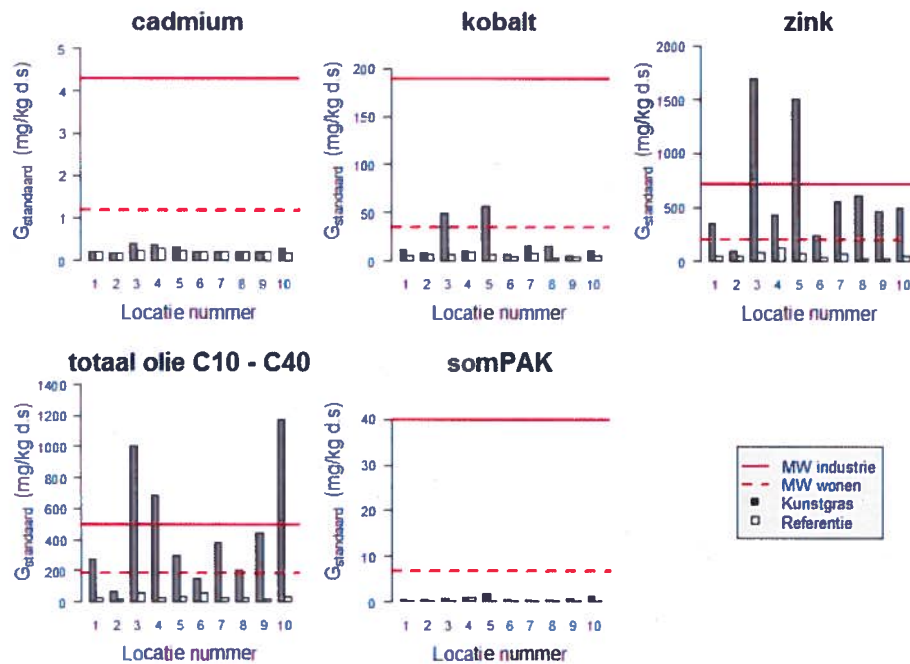 cadmium
G standaard (mg/kg d.s)
5
4
3
2
1
0
1 2 3 4 5 6 7 8 9 10
Locatie nummer
kobalt
G standaard (mg/kg d.s)
200
150
100
50
0
1 2 3 4 5 6 7 8 9 10
Locatie nummer
zink
G standaard (mg/kg d.s)
2000
1500
1000
500
0
1 2 3 4 5 6 7 8 9 10
Locatie nummer
totaal olie C10 - C40
G standaard (mg/kg d.s)
1400
1200
1000
800
600
400
200
0
1 2 3 4 5 6 7 8 9 10
Locatie nummer
somPAK
G standaard (mg/kg d.s)
40
30
20
10
0
1 2 3 4 5 6 7 8 9 10
Locatie nummer
MW industrie
MW wonen
Kunstgras
Referentie